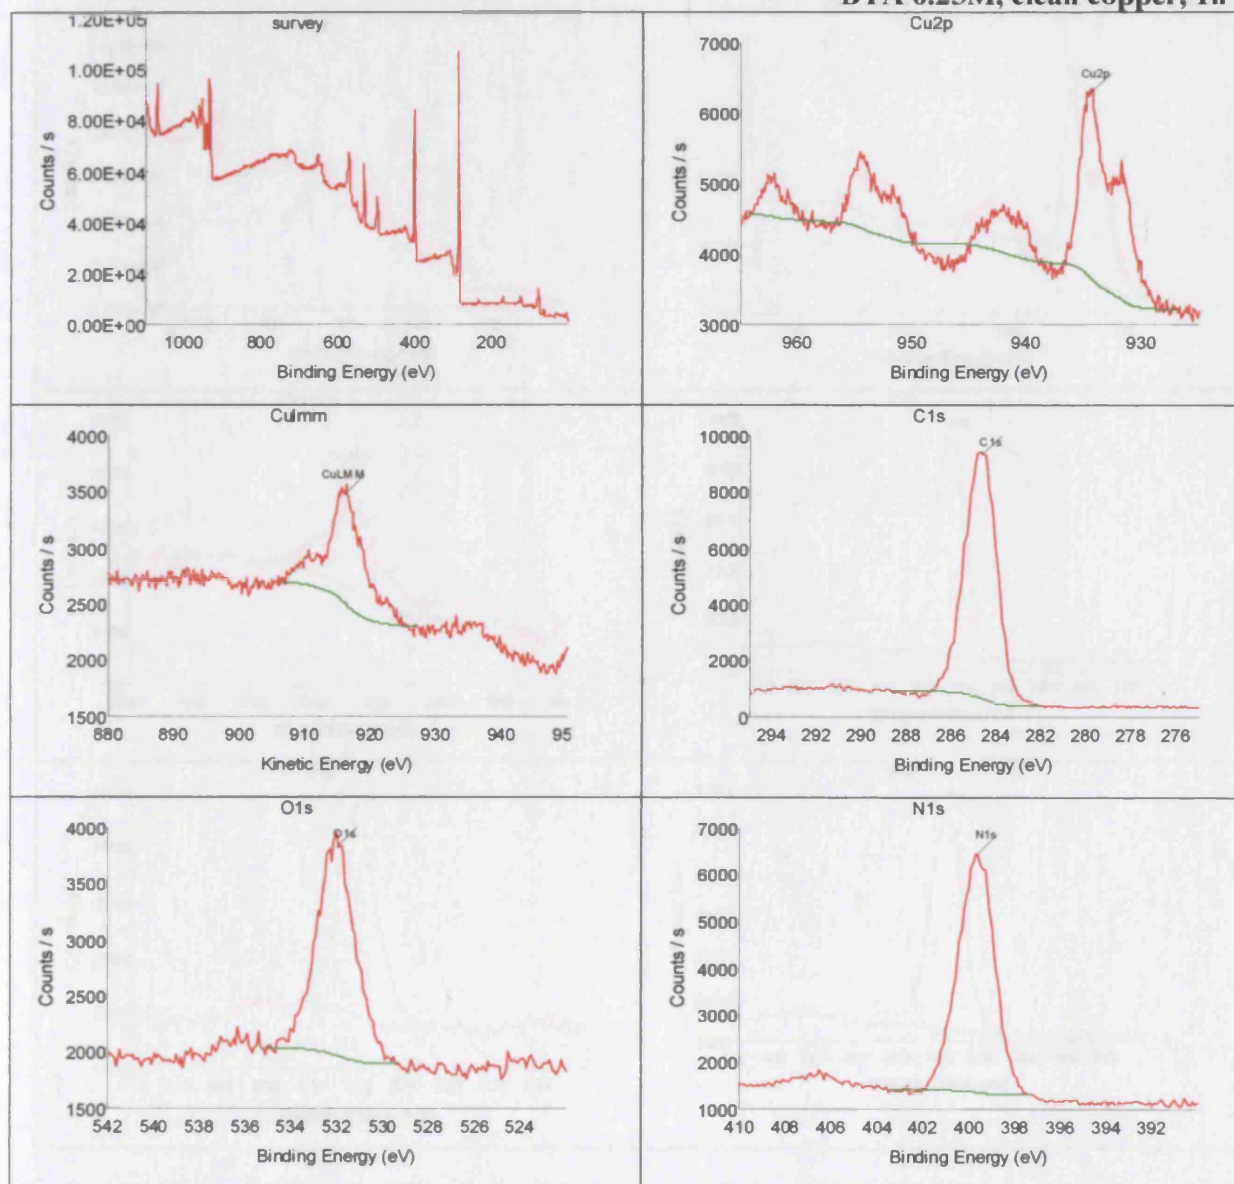 survey
1.20E+05
1.00E+05
8.00E+04
6.00E+04
4.00E+04
2.00E+04
0.00E+00
Counts / s
1000 800 600 400 200
Binding Energy (eV)
Cu2p
7000
6000
5000
4000
3000
Counts / s
Cu2p
960 950 940 930
Binding Energy (eV)
Culmm
4000
3500
3000
2500
2000
1500
Counts / s
CuLMM
880 890 900 910 920 930 940 95
Kinetic Energy (eV)
C1s
10000
8000
6000
4000
2000
0
Counts / s
C1s
294 292 290 288 286 284 282 280 278 276
Binding Energy (eV)
O1s
4000
3500
3000
2500
2000
1500
Counts / s
O1s
542 540 538 536 534 532 530 528 526 524
Binding Energy (eV)
N1s
7000
6000
5000
4000
3000
2000
1000
Counts / s
N1s
410 408 406 404 402 400 398 396 394 392
Binding Energy (eV)